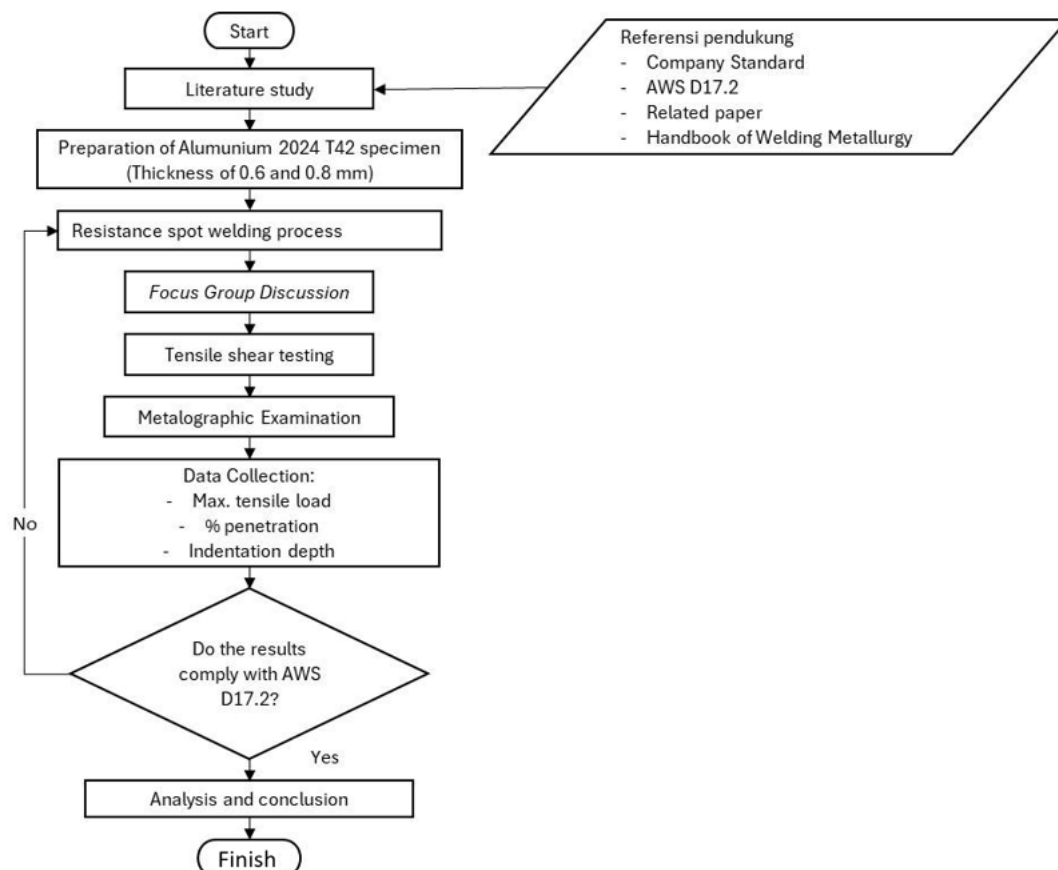 Start
Literature study
Referensi pendukung
- Company Standard
- AWS D17.2
- Related paper
- Handbook of Welding Metallurgy
Preparation of Alumunium 2024 T42 specimen
(Thickness of 0.6 and 0.8 mm)
Resistance spot welding process
Focus Group Discussion
Tensile shear testing
Metalographic Examination
Data Collection:
- Max. tensile load
- % penetration
- Indentation depth
No
Do the results
comply with AWS
D17.2?
Yes
Analysis and conclusion
Finish